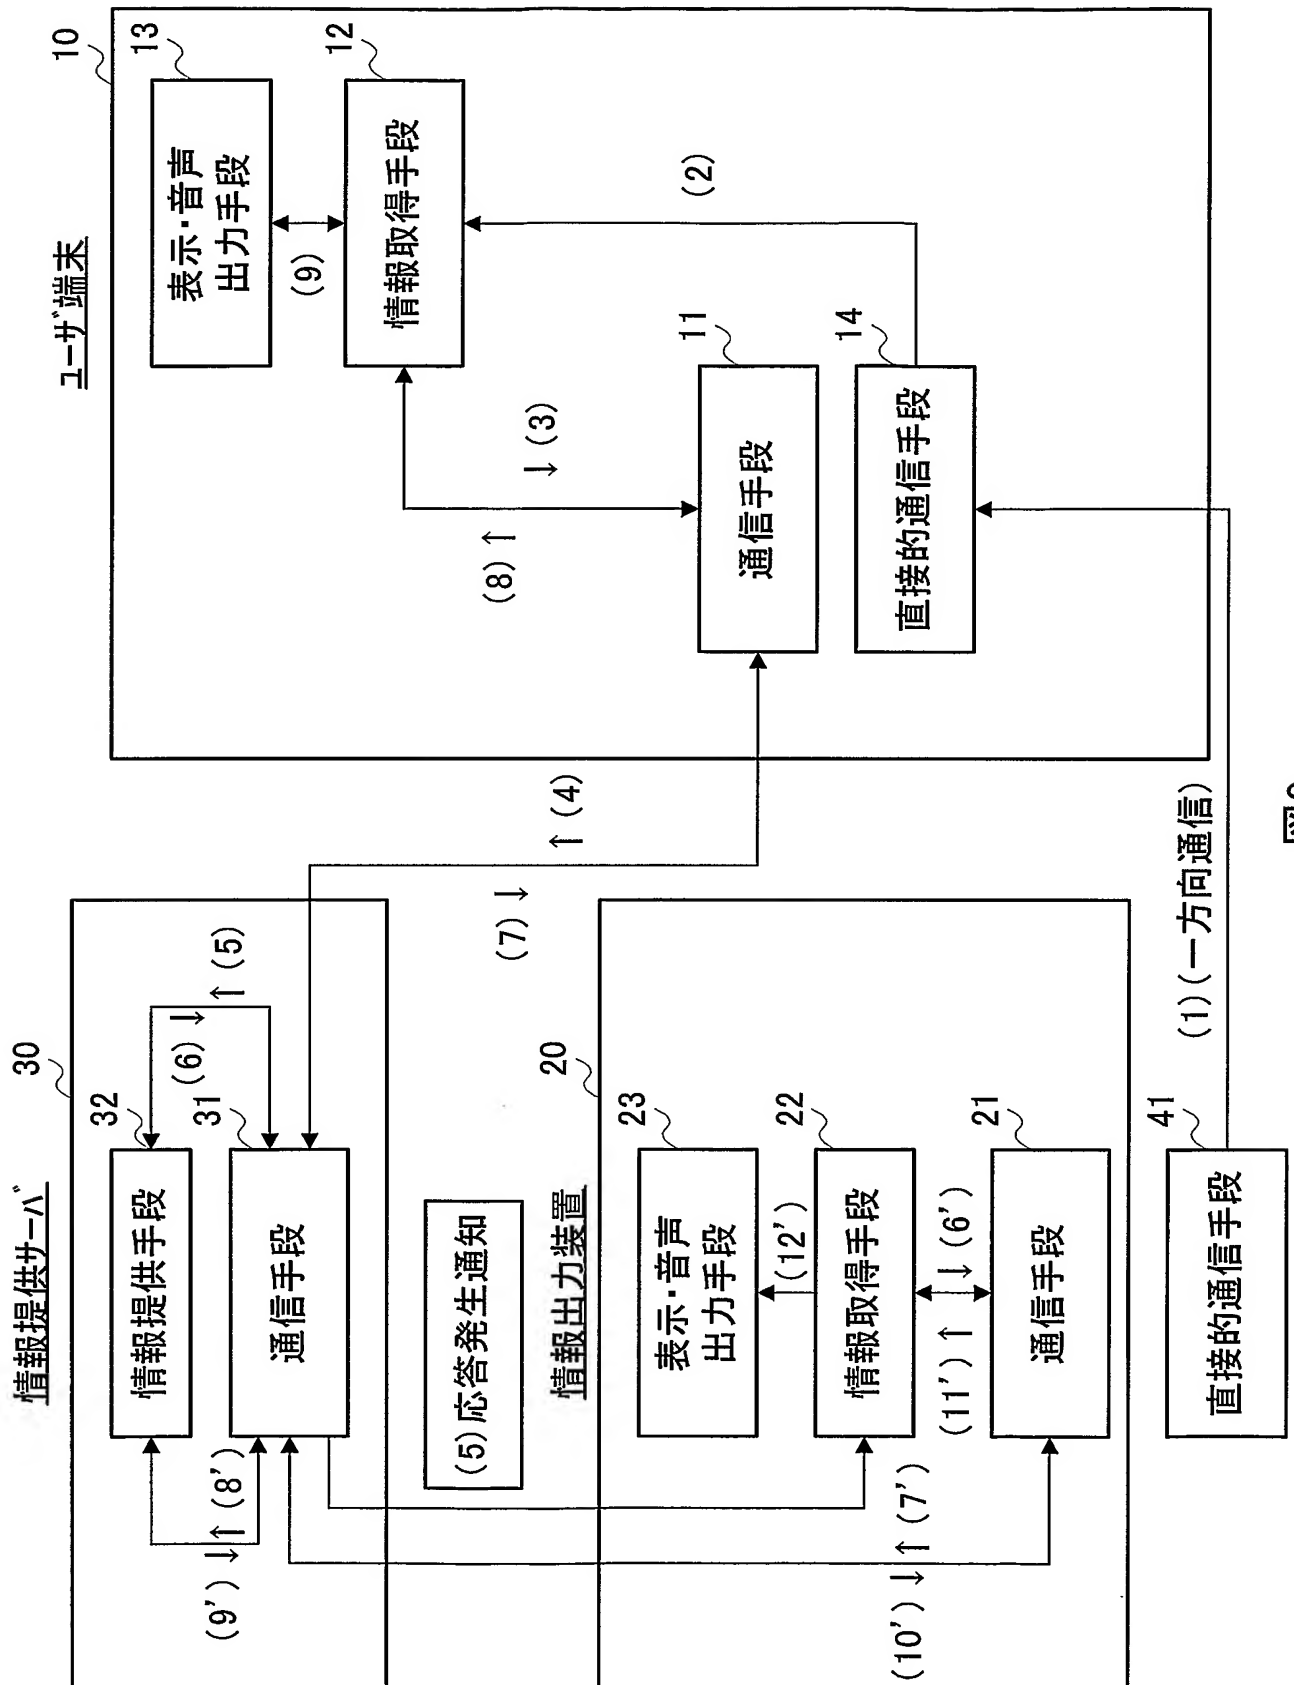 情報提供サーバ
30
情報提供手段
32
(6)↓
↑(5)
通信手段
31
(9')↓↑(8')
(5)応答発生通知
情報出力装置
20
表示・音声
出力手段
23
(12')
情報取得手段
22
(11')↑
↓(6')
通信手段
21
(10')↓↑(7')
直接的通信手段
41
(1)(一方向通信)
(7)↓
↑(4)
ユーザ端末
10
表示・音声
出力手段
13
(9)
情報取得手段
12
(8)↑
↓(3)
(2)
通信手段
11
直接的通信手段
14